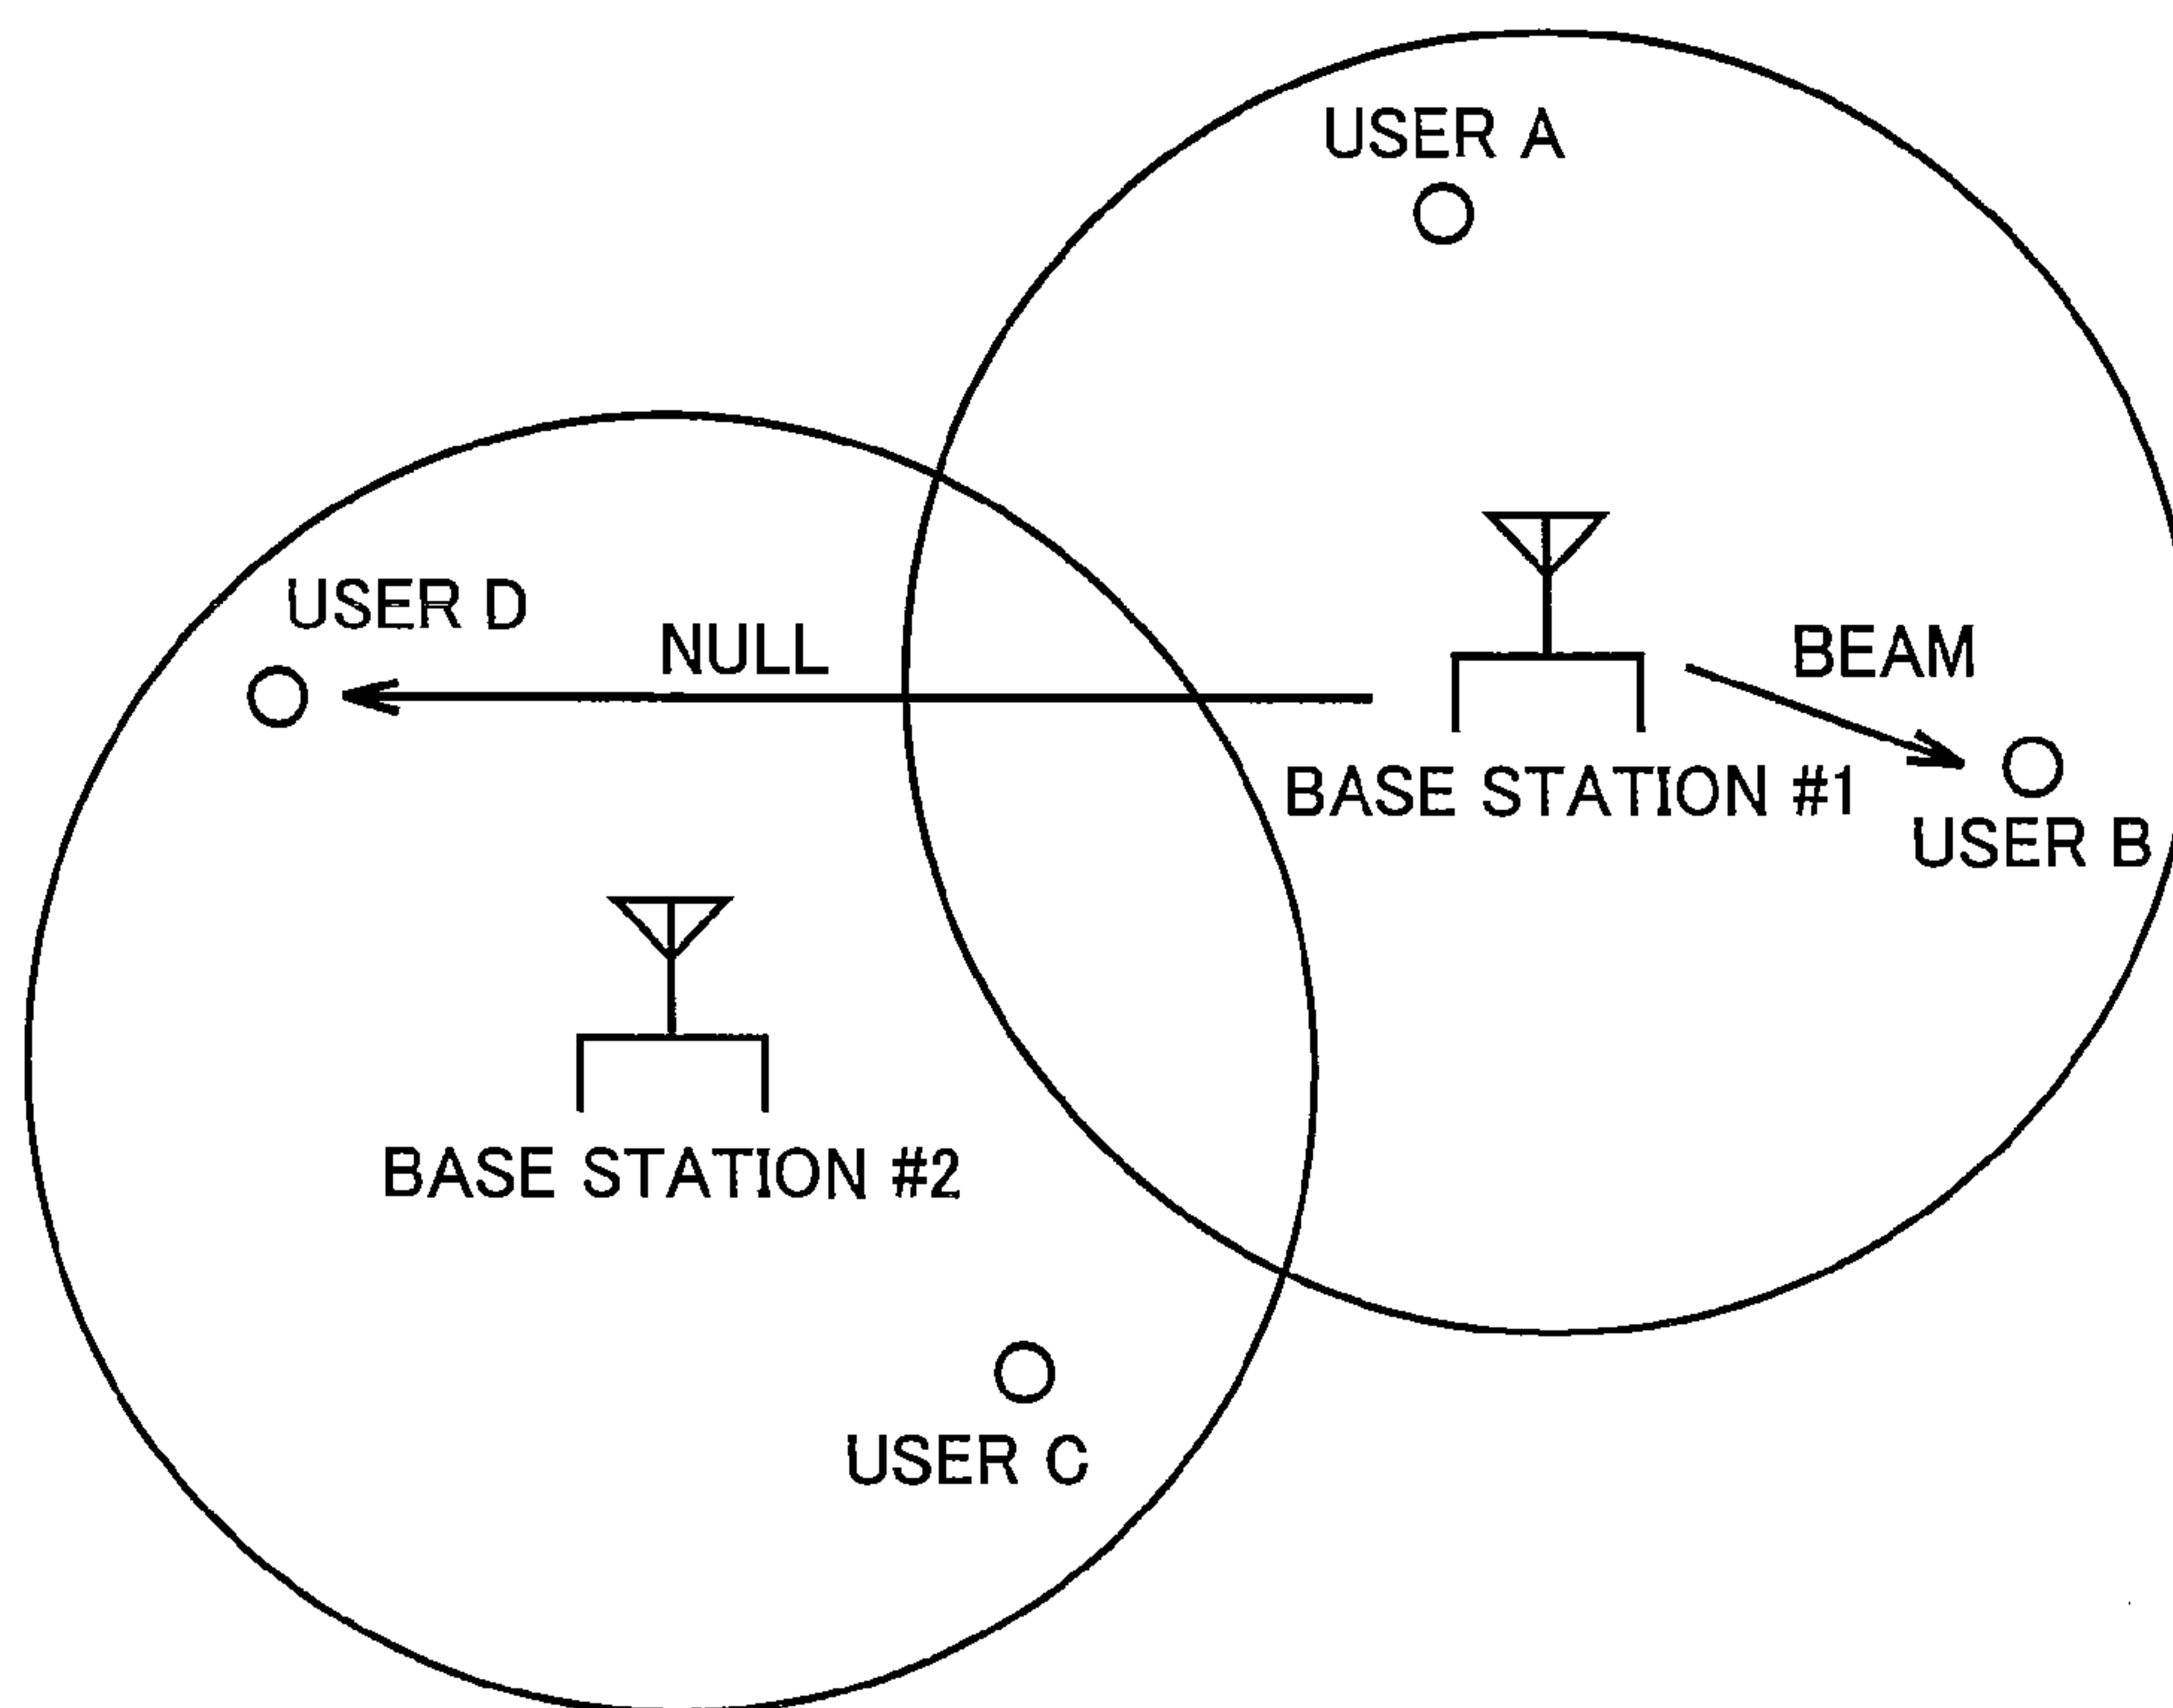 USER A
USER D
NULL
BEAM
BASE STATION #1
USER B
BASE STATION #2
USER C